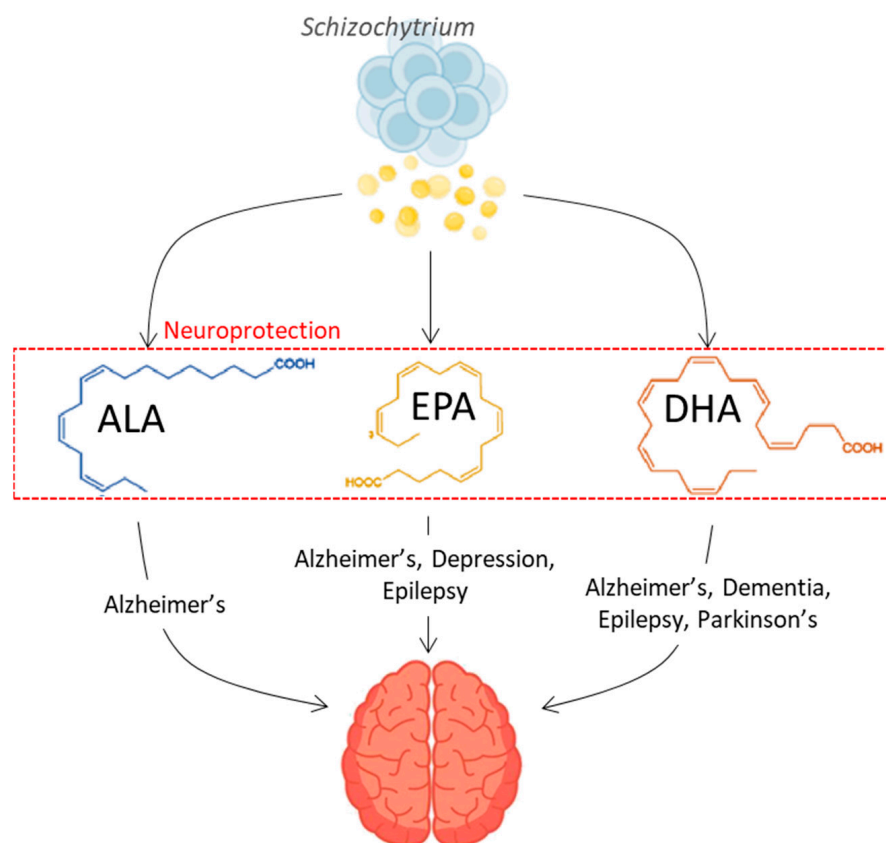 Schizochytrium
Neuroprotection
COOH
ALA
EPA
HOOC
DHA
COOH
Alzheimer's
Alzheimer's, Depression,
Epilepsy
Alzheimer's, Dementia,
Epilepsy, Parkinson's